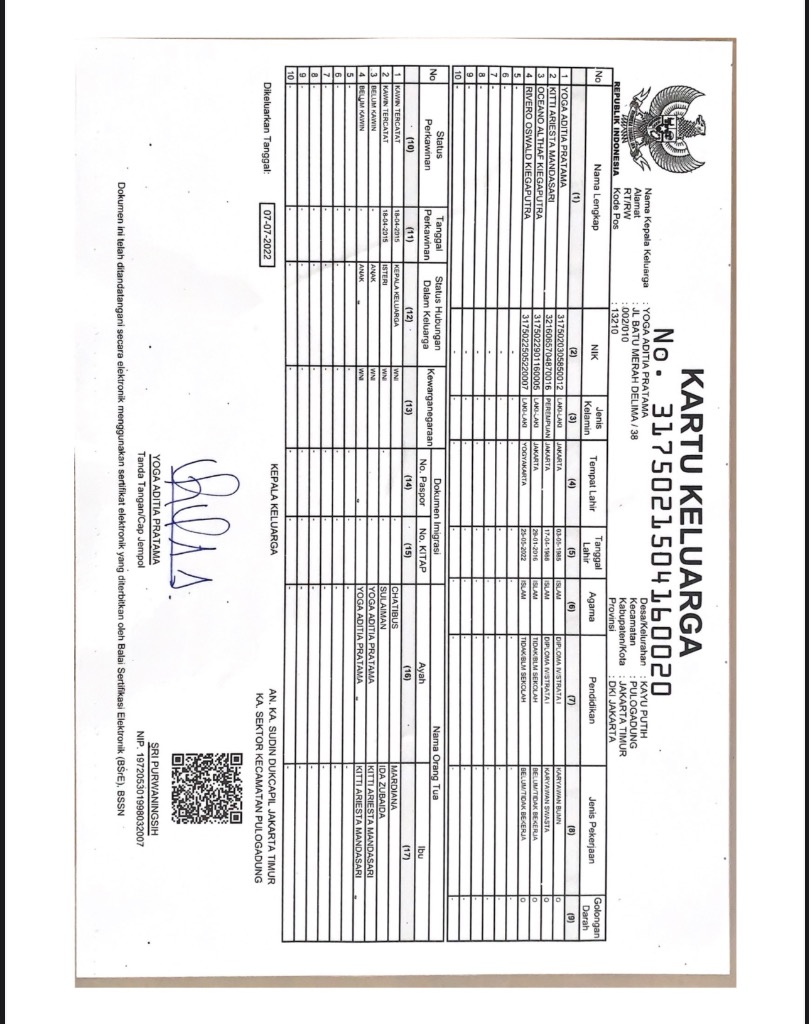 KARTU KELUARGA
No. 3175021504160020
REPUBLIK INDONESIA
Nama Kepala Keluarga : YOGA ADITIA PRATAMA
Alamat : JL BATU MERAH DELIMA / 38
RT/RW : 002/010
Kode Pos : 13210
Desa/Kelurahan : KAYU PUTIH
Kecamatan : PULOGADUNG
Kabupaten/Kota : JAKARTA TIMUR
Provinsi : DKI JAKARTA
No Nama Lengkap NIK Jenis Kelamin Tempat Lahir Tanggal Lahir Agama Pendidikan Jenis Pekerjaan Golongan Darah
(1) (2) (3) (4) (5) (6) (7) (8) (9)
1 YOGA ADITIA PRATAMA 3175020305850012 LAKI-LAKI JAKARTA 03-05-1985 ISLAM DIPLOMA IV/STRATA I KARYAWAN BUMN O
2 KITTI ARIESTA MANDASARI 3216065704870016 PEREMPUAN JAKARTA 17-04-1988 ISLAM DIPLOMA IV/STRATA I KARYAWAN SWASTA O
3 OCEANO ALTHAF KIEGAPUTRA 3175022901160005 LAKI-LAKI JAKARTA 29-01-2016 ISLAM TIDAK/BLM SEKOLAH BELUM/TIDAK BEKERJA O
4 RIVERO OSWALD KIEGAPUTRA 3175022505220007 LAKI-LAKI YOGYAKARTA 25-05-2022 ISLAM TIDAK/BLM SEKOLAH BELUM/TIDAK BEKERJA O
5 - - - - - - - - -
6 - - - - - - - - -
7 - - - - - - - - -
8 - - - - - - - - -
9 - - - - - - - - -
10 - - - - - - - - -
No Status Perkawinan Tanggal Perkawinan Status Hubungan Dalam Keluarga Kewarganegaraan Dokumen Imigrasi Nama Orang Tua
No. Paspor No. KITAP Ayah Ibu
(10) (11) (12) (13) (14) (15) (16) (17)
1 KAWIN TERCATAT 18-04-2015 KEPALA KELUARGA WNI - - CHATIBUS MARDIANA
2 KAWIN TERCATAT 18-04-2015 ISTERI WNI - - SULAIMAN IDA ZUBAIDA
3 BELUM KAWIN - ANAK WNI - - YOGA ADITIA PRATAMA KITTI ARIESTA MANDASARI
4 BELUM KAWIN - ANAK WNI - - YOGA ADITIA PRATAMA KITTI ARIESTA MANDASARI
5 - - - - - - - -
6 - - - - - - - -
7 - - - - - - - -
8 - - - - - - - -
9 - - - - - - - -
10 - - - - - - - -
Dikeluarkan Tanggal : 07-07-2022
KEPALA KELUARGA
YOGA ADITIA PRATAMA
Tanda Tangan/Cap Jempol
AN. KA. SUDIN DUKCAPIL JAKARTA TIMUR
KA. SEKTOR KECAMATAN PULOGADUNG
SRI PURWANINGSIH
NIP. 197205301998032007
Dokumen ini telah ditandatangani secara elektronik menggunakan sertifikat elektronik yang diterbitkan oleh Balai Sertifikasi Elektronik (BSrE), BSSN